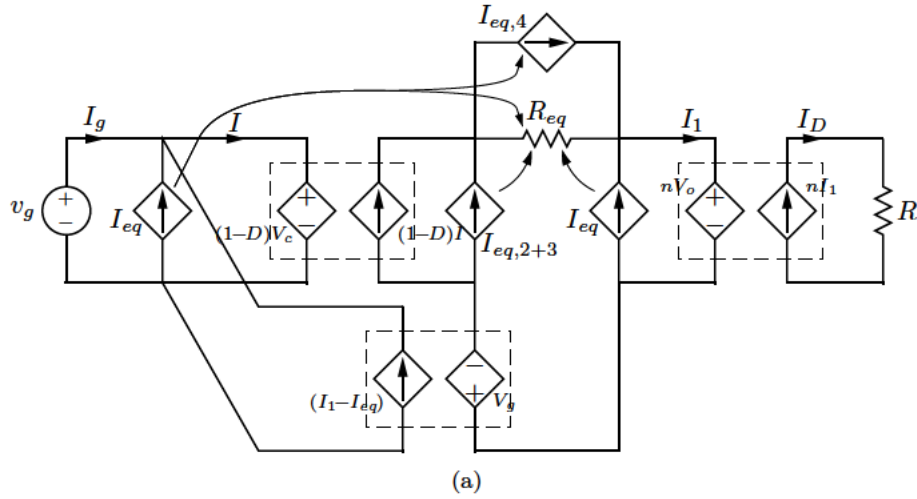 I_{eq,4}
I_g
I
R_{eq}
I_1
I_D
v_g
+
−
I_{eq}
+
−
(1−D)V_c
(1−D)I
I_{eq,2+3}
I_{eq}
nV_o
+
−
nI_1
R
(I_1−I_{eq})
−
+
V_g
(a)